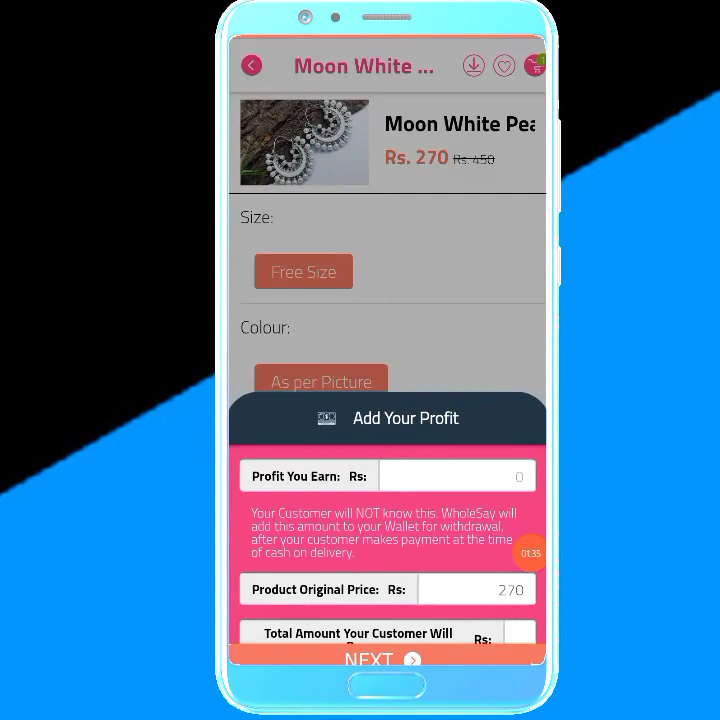 Moon White ...
1
Moon White Pea
Rs. 270 Rs. 450
Size:
Free Size
Colour:
As per Picture
Add Your Profit
Profit You Earn: Rs: 0
Your Customer will NOT know this. WholeSay will
add this amount to your Wallet for withdrawal,
after your customer makes payment at the time
of cash on delivery.
01:35
Product Original Price: Rs: 270
Total Amount Your Customer Will
Rs:
NEXT